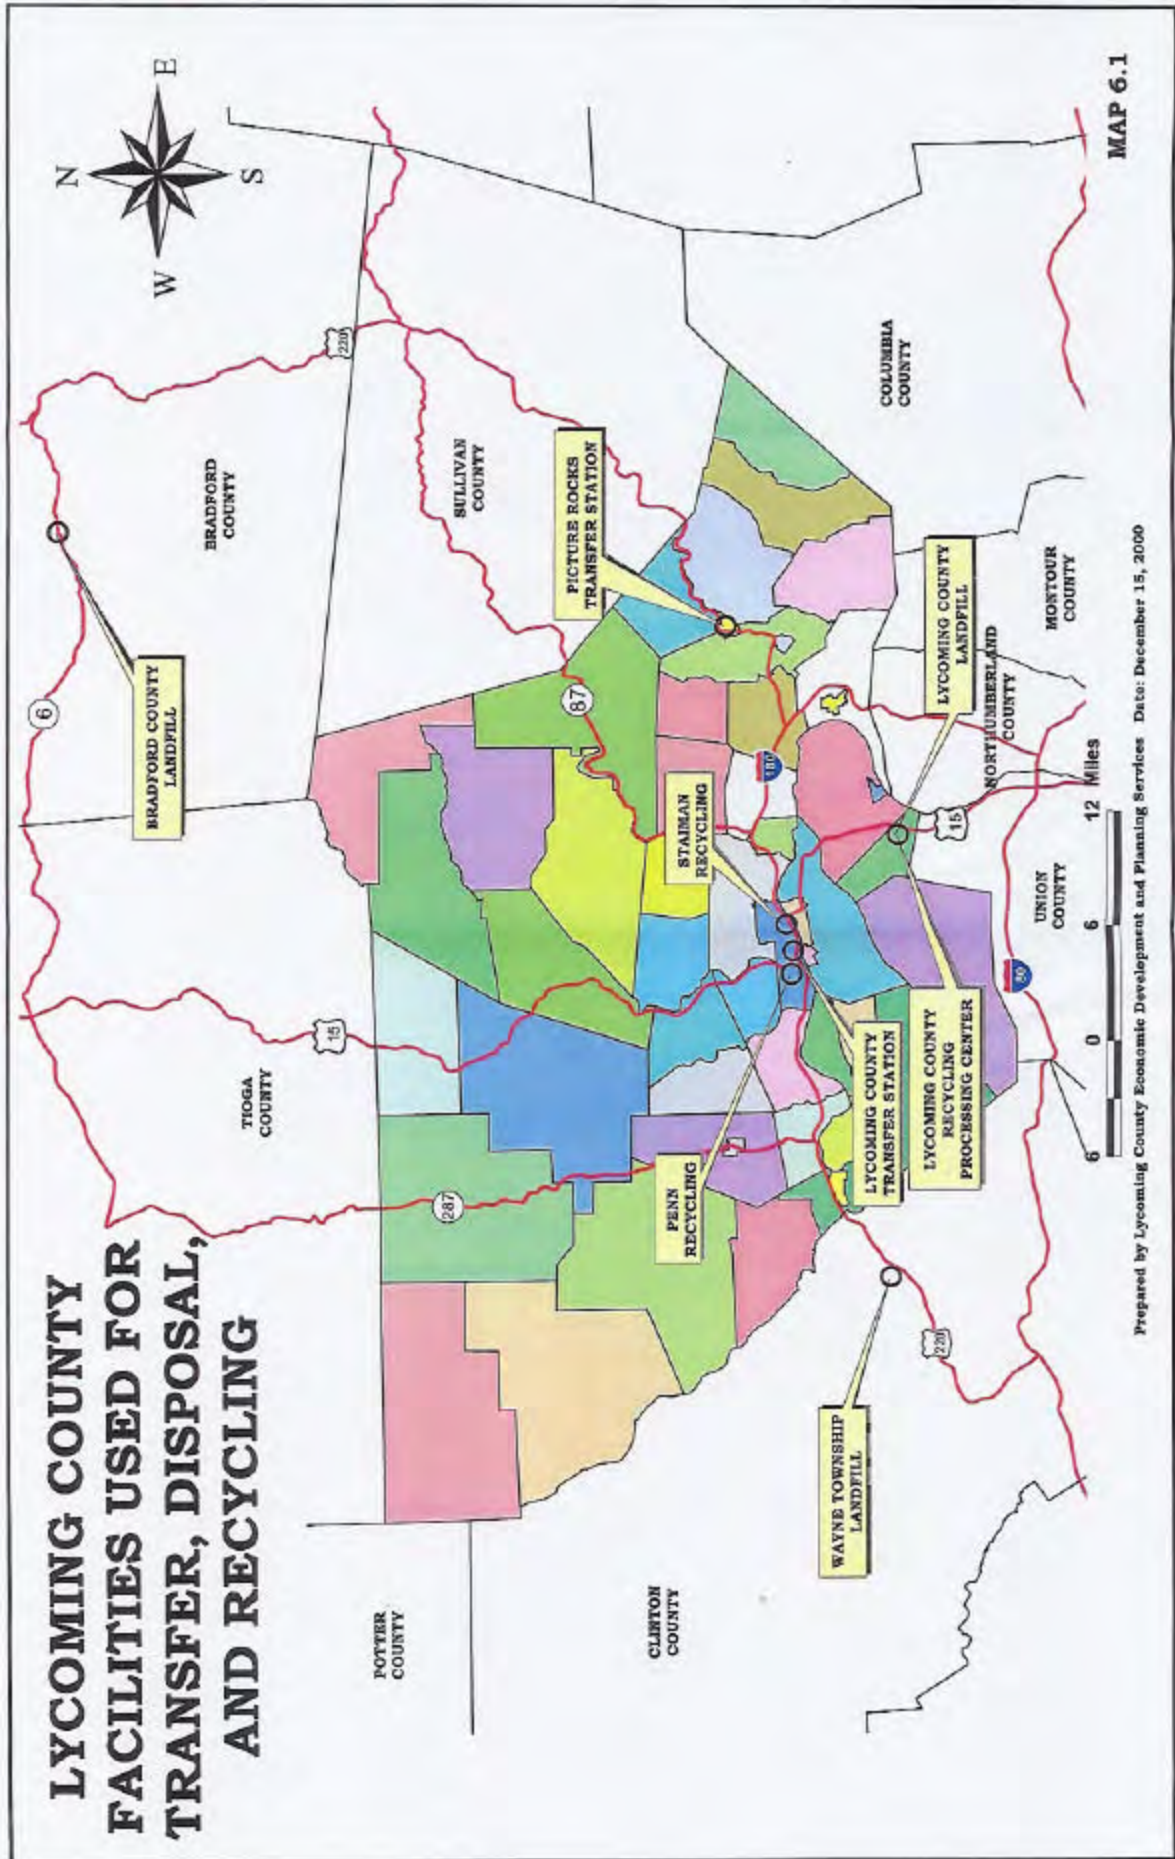 LYCOMING COUNTY
FACILITIES USED FOR
TRANSFER, DISPOSAL,
AND RECYCLING
N
W
E
S
6
BRADFORD COUNTY
LANDFILL
BRADFORD
COUNTY
220
15
TIOGA
COUNTY
287
SULLIVAN
COUNTY
POTTER
COUNTY
87
PICTURE ROCKS
TRANSFER STATION
CLINTON
COUNTY
PENN
RECYCLING
STAIMAN
RECYCLING
180
COLUMBIA
COUNTY
WAYNE TOWNSHIP
LANDFILL
LYCOMING COUNTY
TRANSFER STATION
LYCOMING COUNTY
RECYCLING
PROCESSING CENTER
LYCOMING COUNTY
LANDFILL
220
15
NORTHUMBERLAND
COUNTY
80
UNION
COUNTY
MONTOUR
COUNTY
6 0 6 12 Miles
MAP 6.1
Prepared by Lycoming County Economic Development and Planning Services Date: December 15, 2000